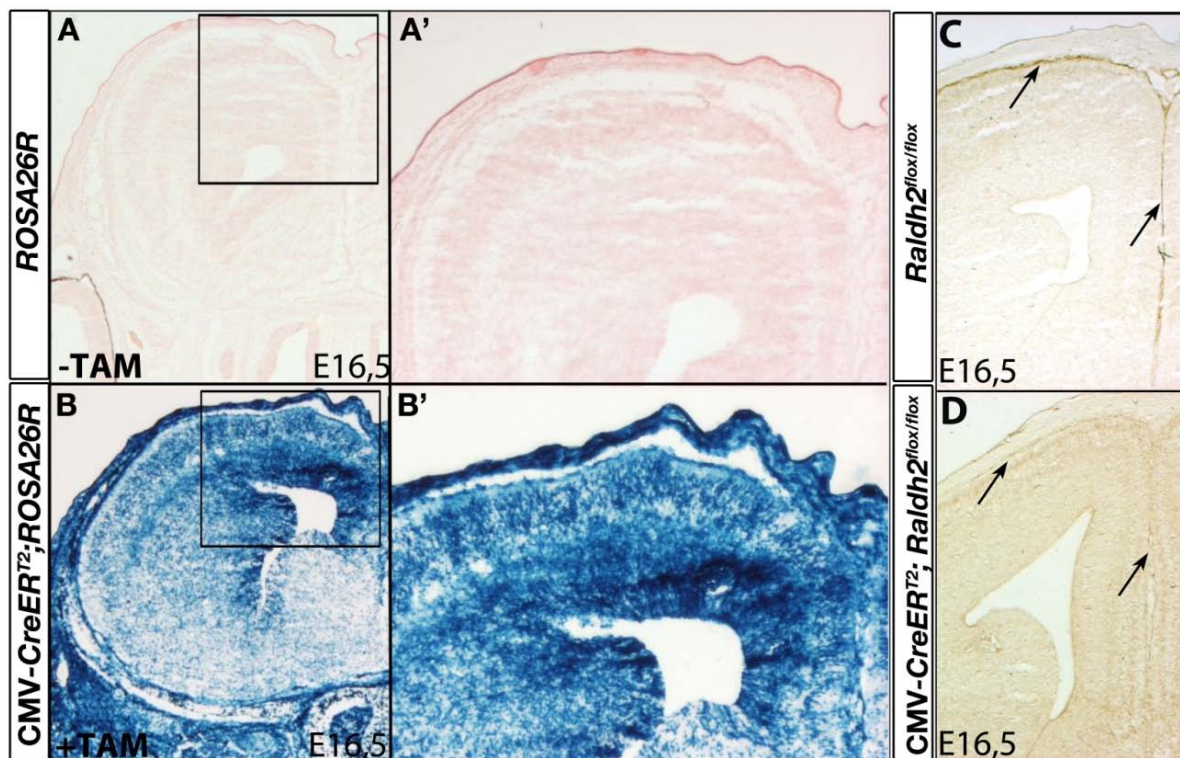 ROSA26R
A
-TAM
E16,5
A'
Raldh2flox/flox
C
E16,5
CMV-CreERT2;ROSA26R
B
+TAM
E16,5
B'
CMV-CreERT2; Raldh2flox/flox
D
E16,5